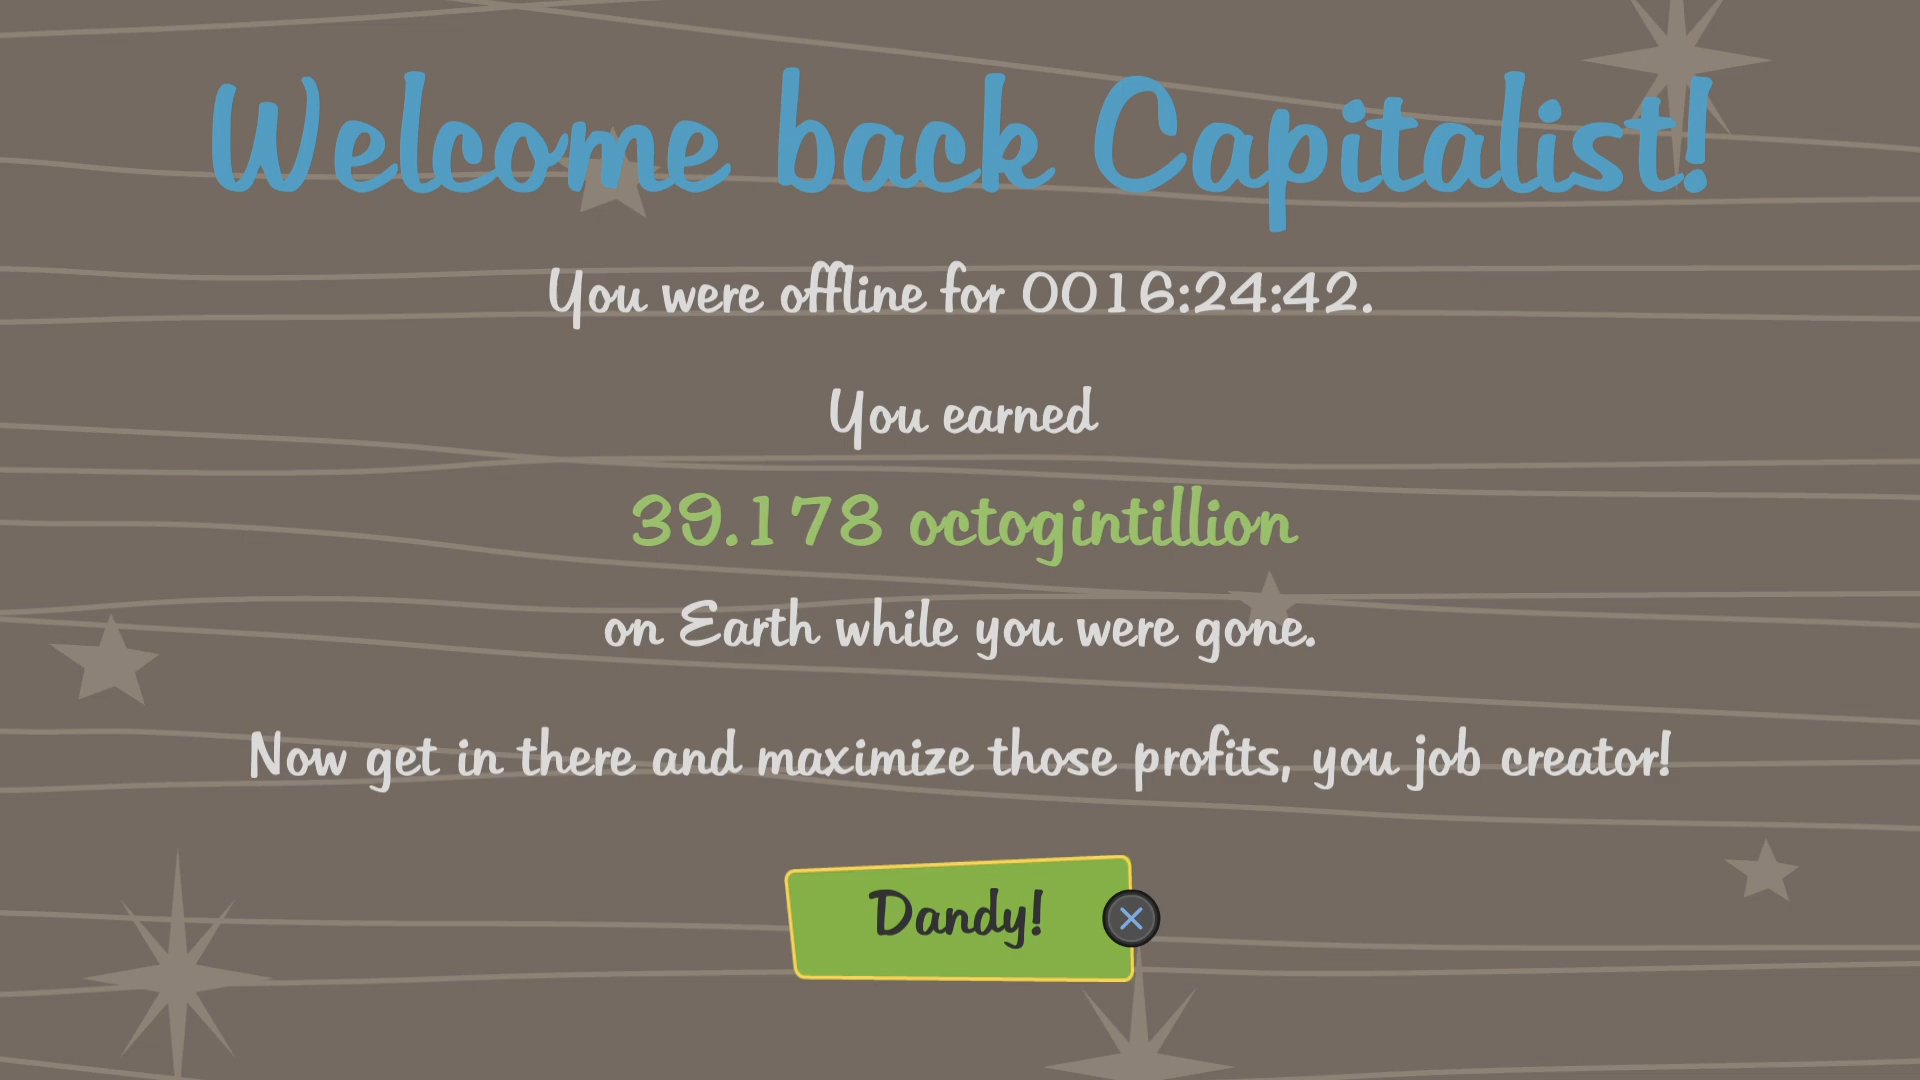 Welcome back Capitalist!
You were offline for 0016:24:42.
You earned
39.178 octogintillion
on Earth while you were gone.
Now get in there and maximize those profits, you job creator!
Dandy!